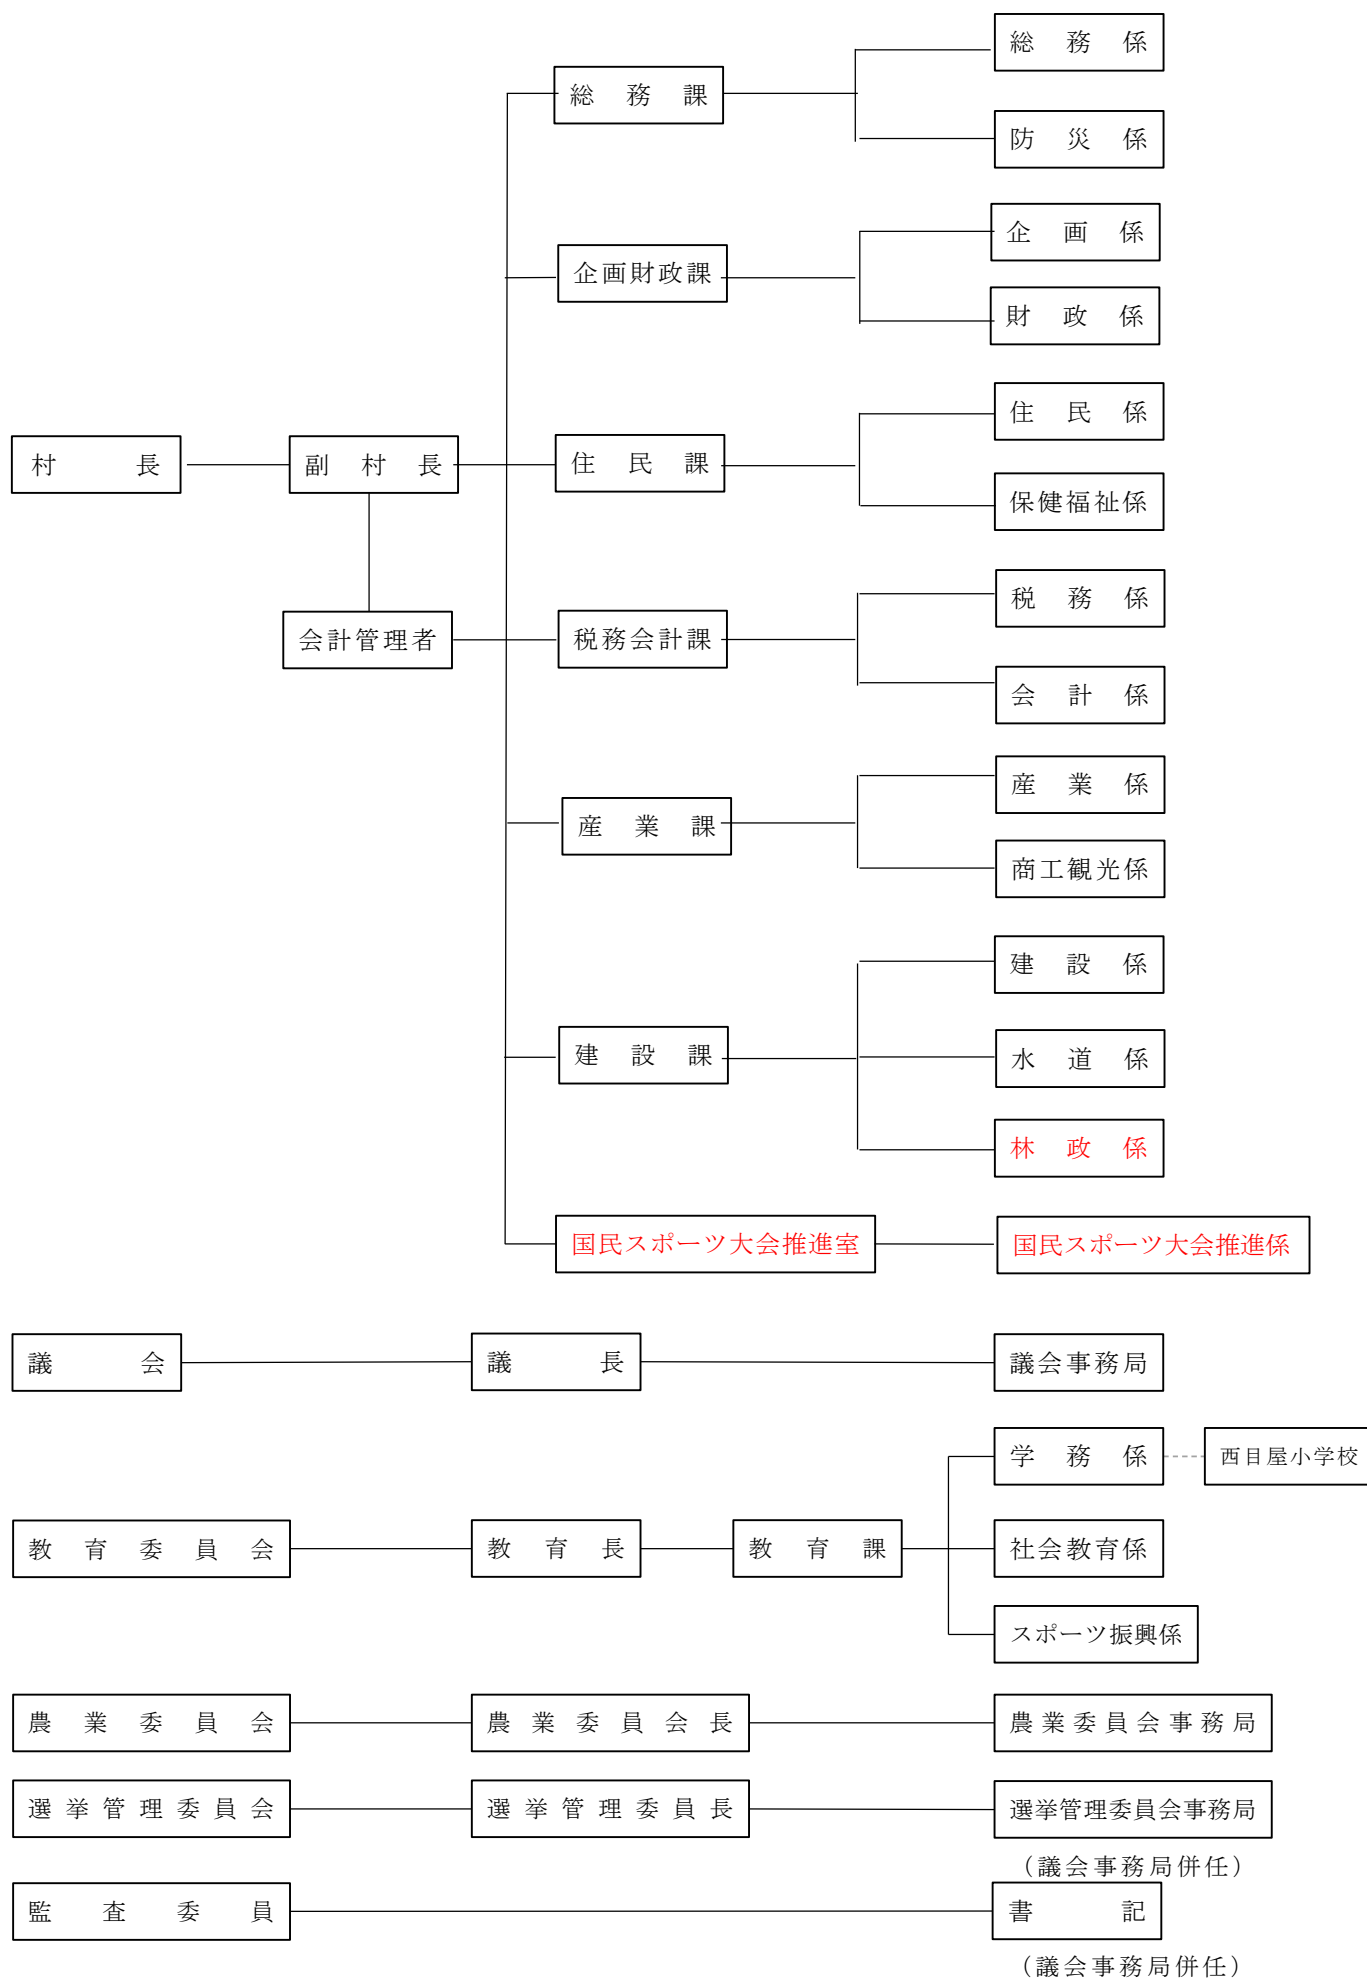 総務係
総務課
防災係
企画係
企画財政課
財政係
住民係
村長
副村長
住民課
保健福祉係
税務係
会計管理者
税務会計課
会計係
産業係
産業課
商工観光係
建設係
建設課
水道係
林政係
国民スポーツ大会推進室
国民スポーツ大会推進係
議会
議長
議会事務局
学務係
西目屋小学校
教育委員会
教育長
教育課
社会教育係
スポーツ振興係
農業委員会
農業委員会長
農業委員会事務局
選挙管理委員会
選挙管理委員長
選挙管理委員会事務局
（議会事務局併任）
監査委員
書記
（議会事務局併任）